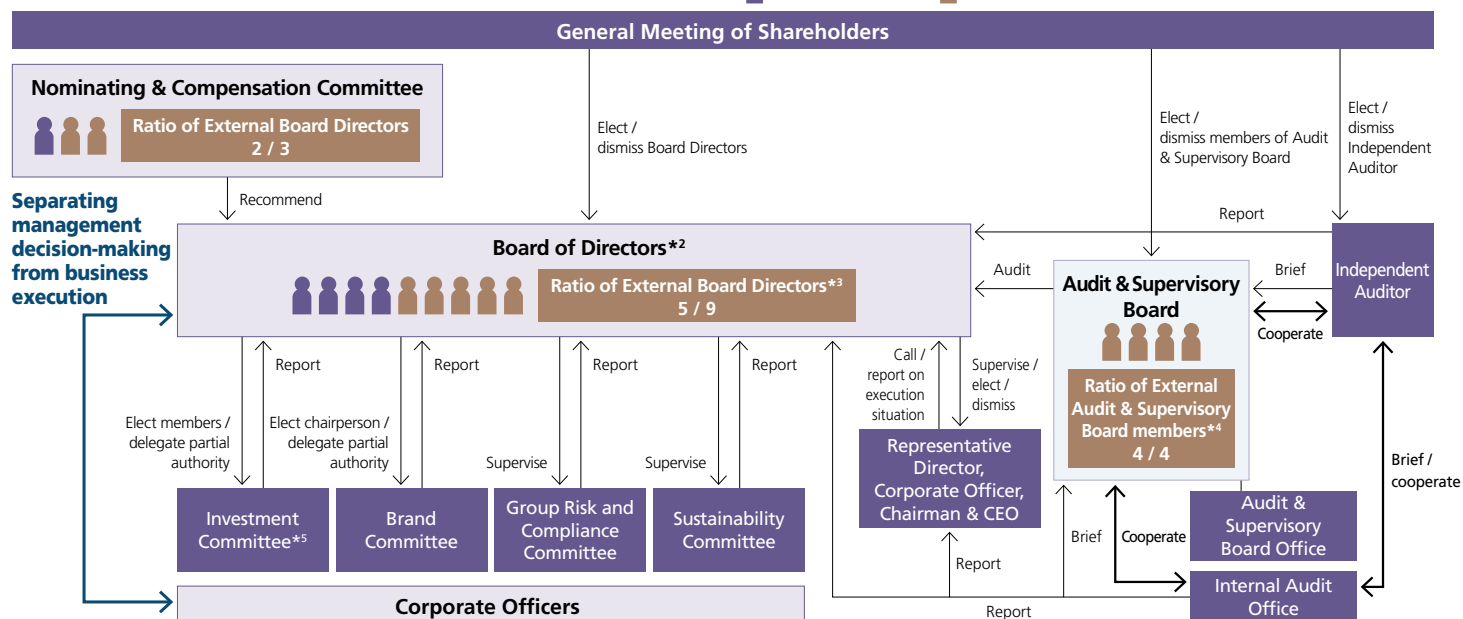 General Meeting of Shareholders
Nominating & Compensation Committee
Ratio of External Board Directors
2 / 3
Elect /
dismiss Board Directors
Elect /
dismiss members of Audit
& Supervisory Board
Elect /
dismiss
Independent
Auditor
Separating
management
decision-making
from business
execution
Recommend
Report
Board of Directors*2
Ratio of External Board Directors*3
5 / 9
Audit
Audit & Supervisory
Board
Brief
Independent
Auditor
Cooperate
Ratio of External
Audit & Supervisory
Board members*4
4 / 4
Report
Report
Report
Report
Call /
report on
execution
situation
Supervise /
elect /
dismiss
Elect members /
delegate partial
authority
Elect chairperson /
delegate partial
authority
Supervise
Supervise
Representative
Director,
Corporate Officer,
Chairman & CEO
Brief /
cooperate
Investment
Committee*5
Brand
Committee
Group Risk and
Compliance
Committee
Sustainability
Committee
Audit &
Supervisory
Board Office
Brief
Cooperate
Report
Internal Audit
Office
Corporate Officers
Report